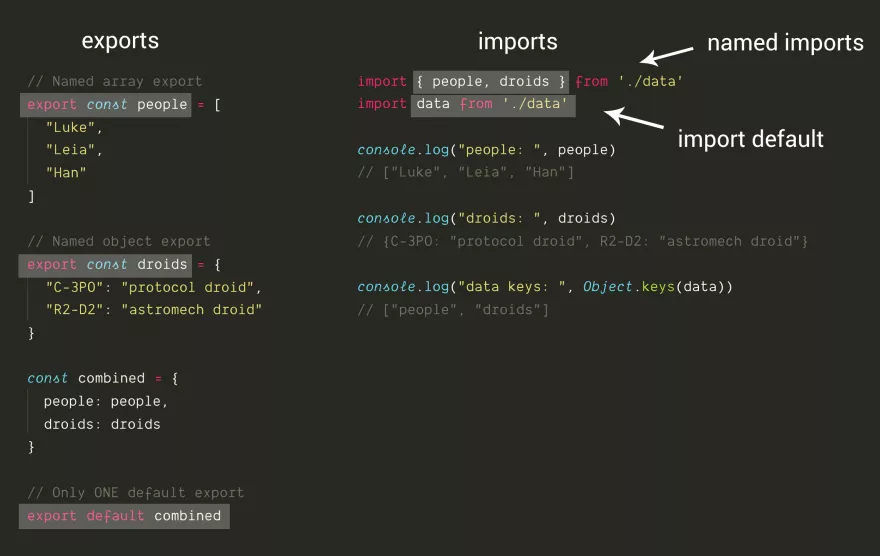 exports
// Named array export
export const people = [
"Luke",
"Leia",
"Han"
]
// Named object export
export const droids = {
"C-3PO": "protocol droid",
"R2-D2": "astromech droid"
}
const combined = {
people: people,
droids: droids
}
// Only ONE default export
export default combined
imports
named imports
import { people, droids } from './data'
import data from './data'
import default
console.log("people: ", people)
// ["Luke", "Leia", "Han"]
console.log("droids: ", droids)
// {C-3PO: "protocol droid", R2-D2: "astromech droid"}
console.log("data keys: ", Object.keys(data))
// ["people", "droids"]